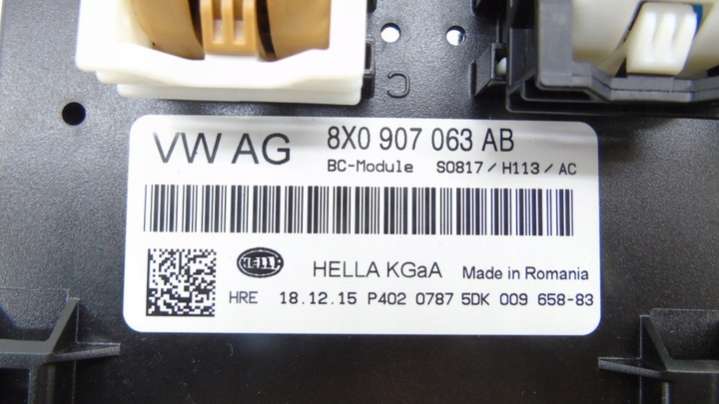 C
VW AG
8X0 907 063 AB
BC-Module S0817 / H113 / AC
HELLA
HELLA KGaA Made in Romania
HRE 18.12.15 P402 0787 5DK 009 658-83